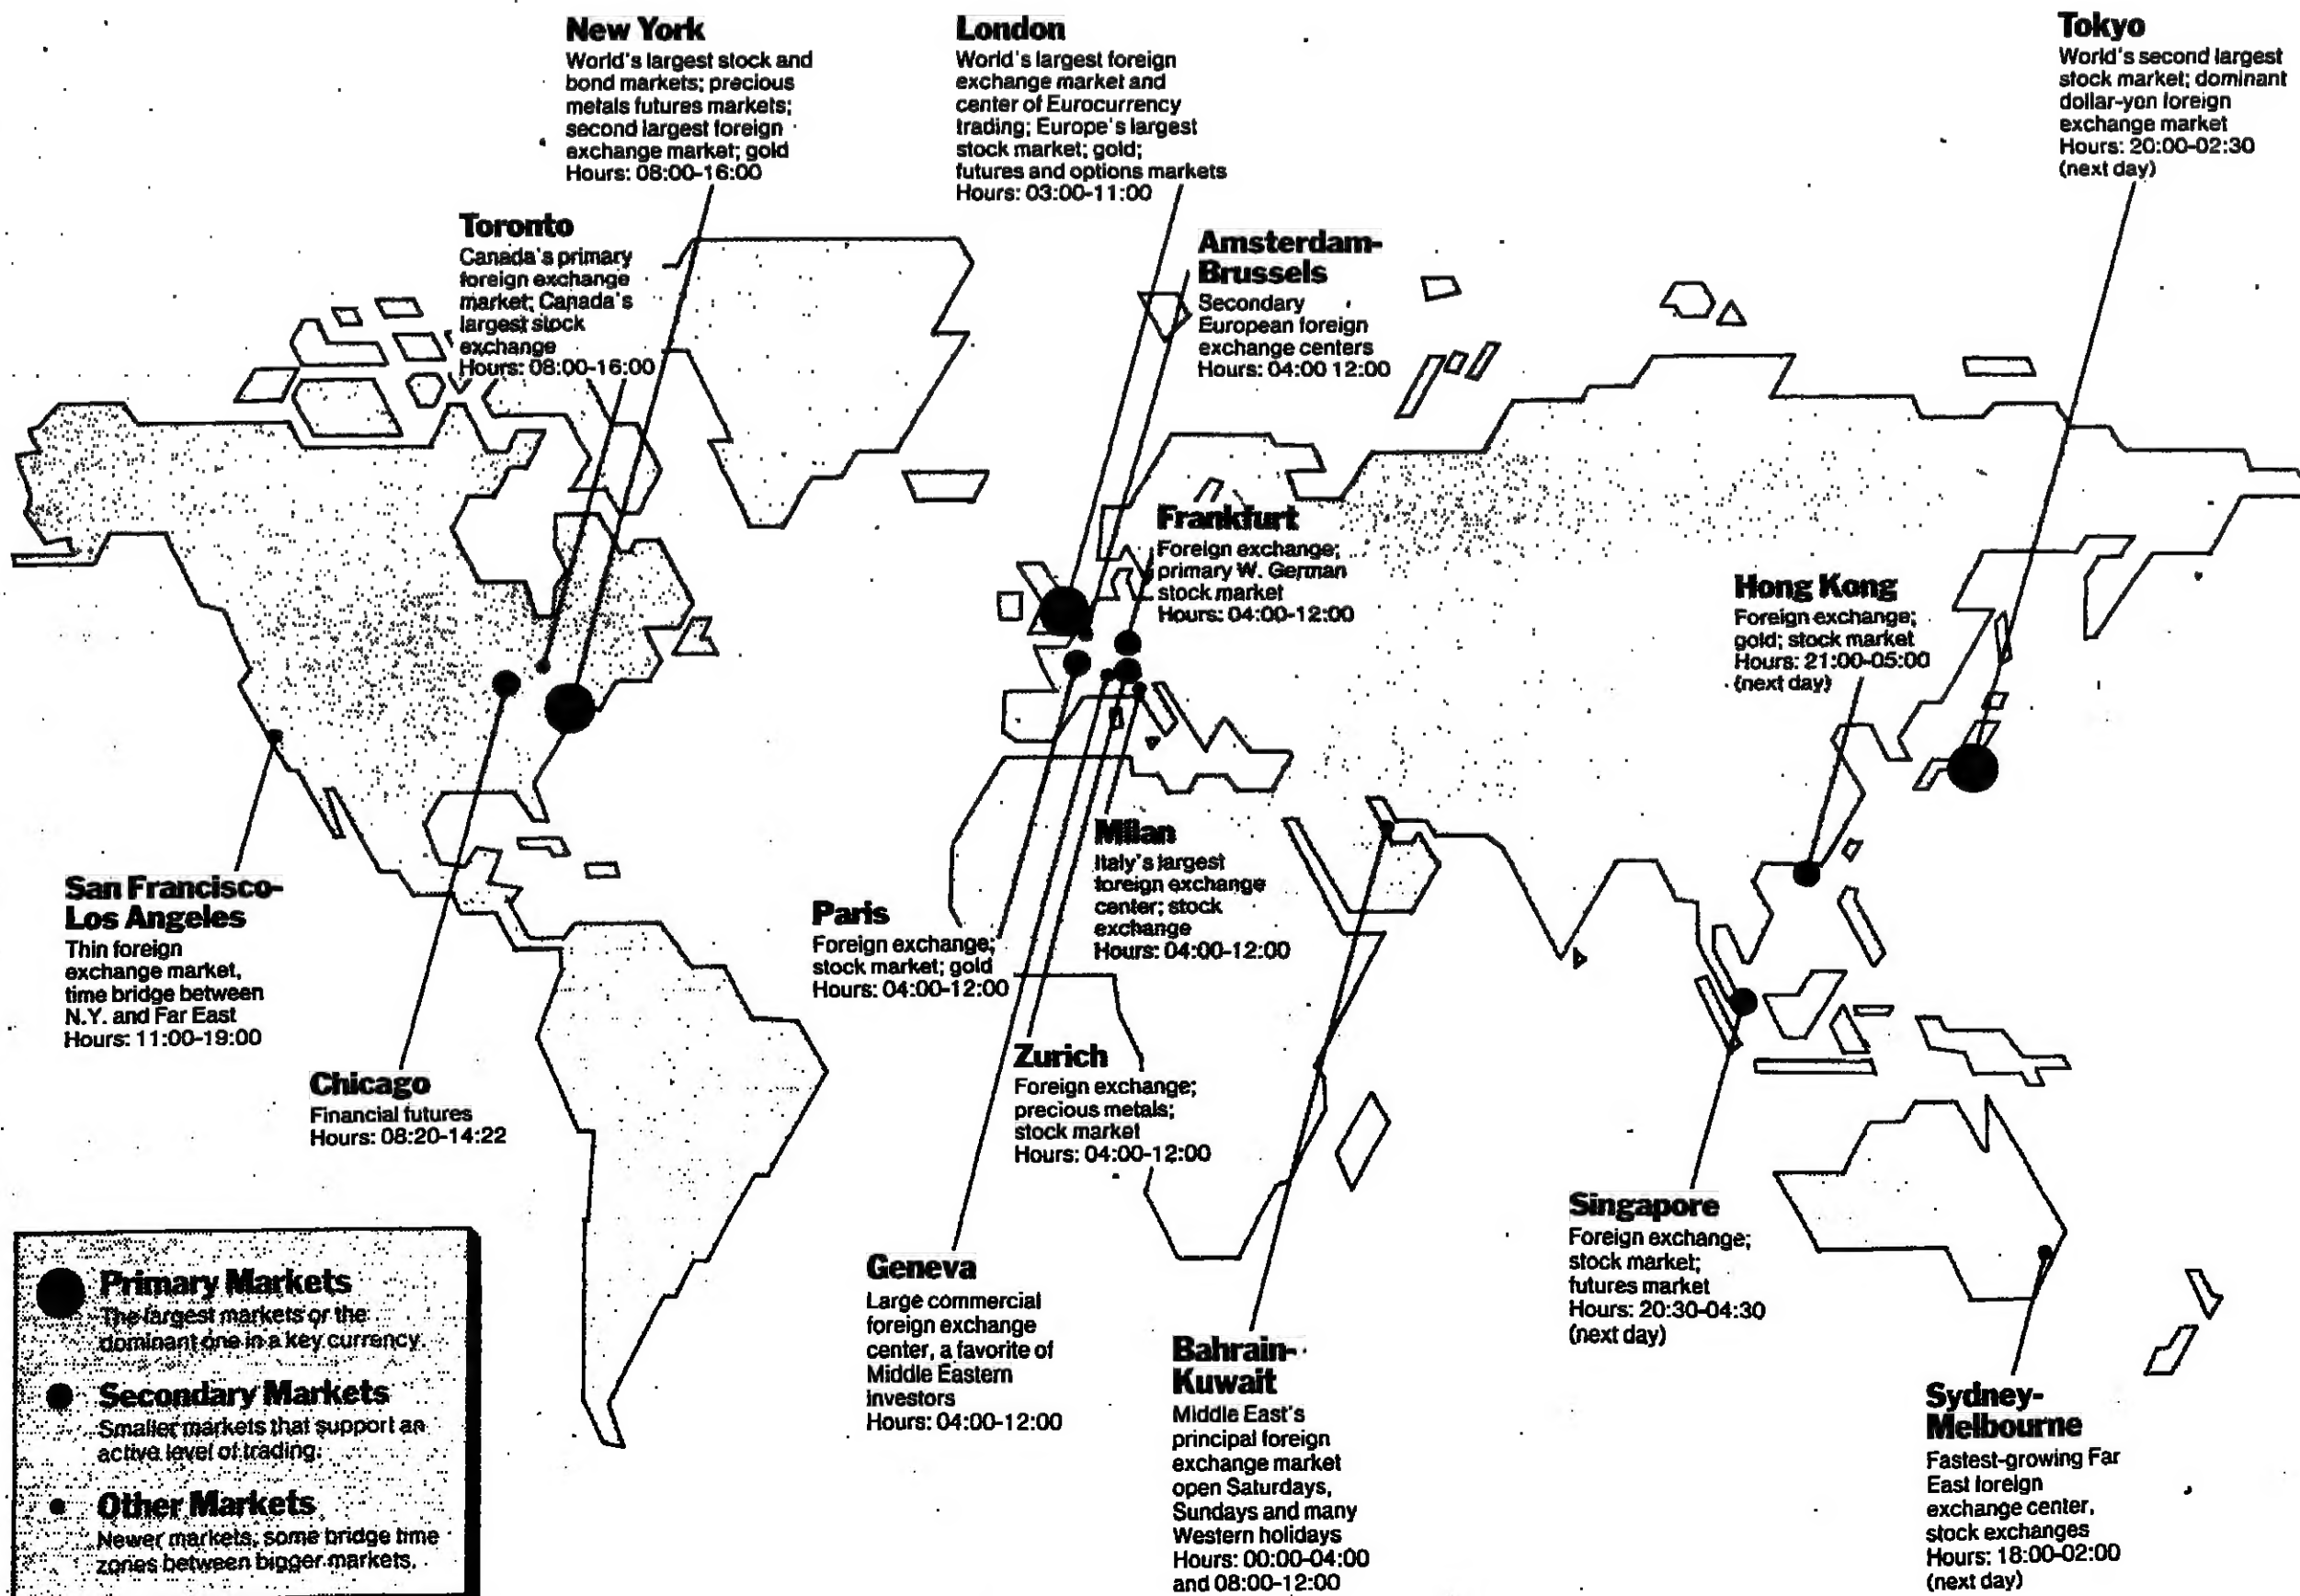 New York
World's largest stock and
bond markets; precious
metals futures markets;
second largest foreign
exchange market; gold
Hours: 08:00-16:00
London
World's largest foreign
exchange market and
center of Eurocurrency
trading; Europe's largest
stock market; gold;
futures and options markets
Hours: 03:00-11:00
Tokyo
World's second largest
stock market; dominant
dollar-yen foreign
exchange market
Hours: 20:00-02:30
(next day)
Toronto
Canada's primary
foreign exchange
market; Canada's
largest stock
exchange
Hours: 08:00-16:00
Amsterdam-
Brussels
Secondary
European foreign
exchange centers
Hours: 04:00 12:00
Frankfurt
Foreign exchange;
primary W. German
stock market
Hours: 04:00-12:00
Hong Kong
Foreign exchange;
gold; stock market
Hours: 21:00-05:00
(next day)
San Francisco-
Los Angeles
Thin foreign
exchange market,
time bridge between
N.Y. and Far East
Hours: 11:00-19:00
Chicago
Financial futures
Hours: 08:20-14:22
Paris
Foreign exchange;
stock market; gold
Hours: 04:00-12:00
Milan
Italy's largest
foreign exchange
center; stock
exchange
Hours: 04:00-12:00
Zurich
Foreign exchange;
precious metals;
stock market
Hours: 04:00-12:00
Geneva
Large commercial
foreign exchange
center, a favorite of
Middle Eastern
investors
Hours: 04:00-12:00
Bahrain-
Kuwait
Middle East's
principal foreign
exchange market
open Saturdays,
Sundays and many
Western holidays
Hours: 00:00-04:00
and 08:00-12:00
Singapore
Foreign exchange;
stock market;
futures market
Hours: 20:30-04:30
(next day)
Sydney-
Melbourne
Fastest-growing Far
East foreign
exchange center,
stock exchanges
Hours: 18:00-02:00
(next day)
Primary Markets
The largest markets or the
dominant one in a key currency.
Secondary Markets
Smaller markets that support an
active level of trading.
Other Markets
Newer markets; some bridge time
zones between bigger markets.